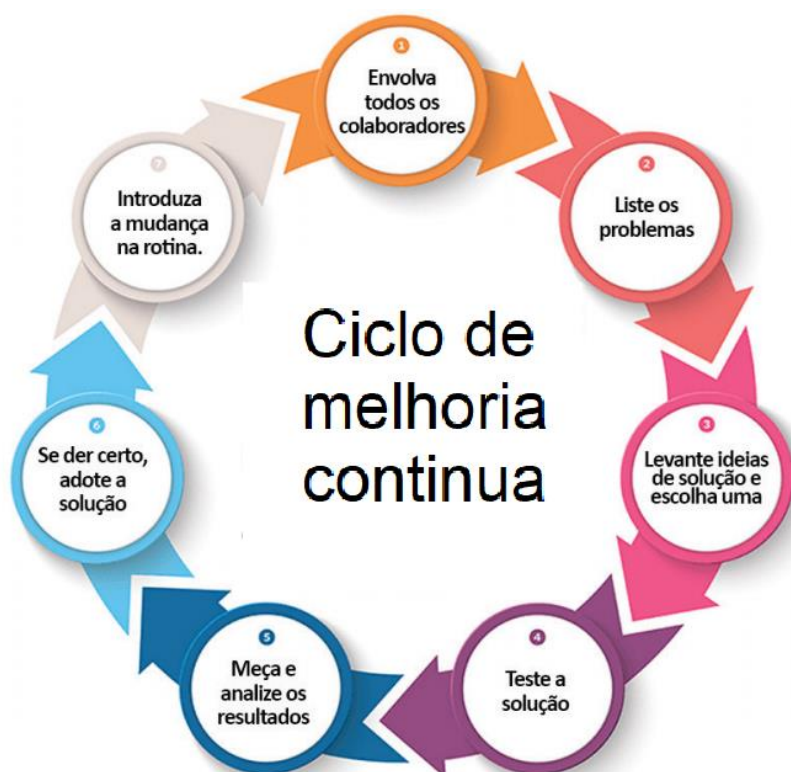 1
Envolva
todos os
colaboradores
2
Liste os
problemas
3
Levante ideias
de solução e
escolha uma
4
Teste a
solução
5
Meça e
analize os
resultados
6
Se der certo,
adote a
solução
7
Introduza
a mudança
na rotina.
Ciclo de
melhoria
continua